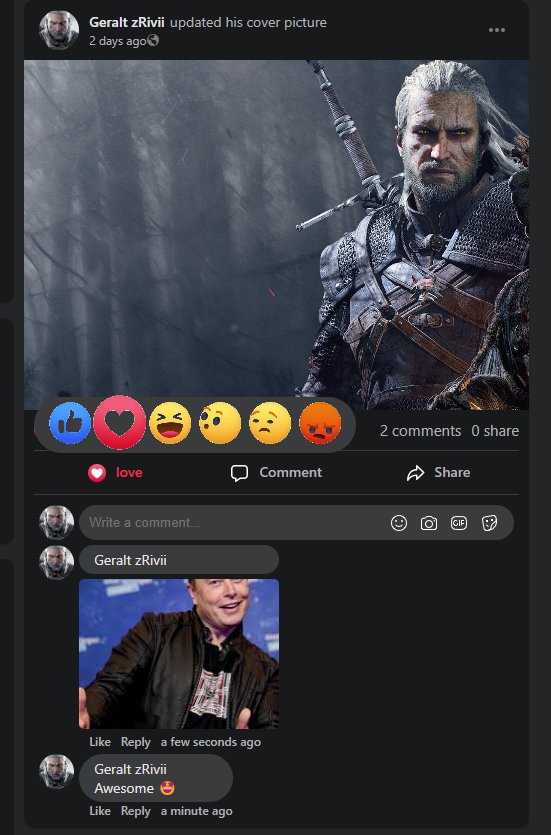 Geralt zRivii updated his cover picture
2 days ago
2 comments 0 share
love Comment Share
Write a comment...
GIF
Geralt zRivii
Like Reply a few seconds ago
Geralt zRivii
Awesome 🤩
Like Reply a minute ago